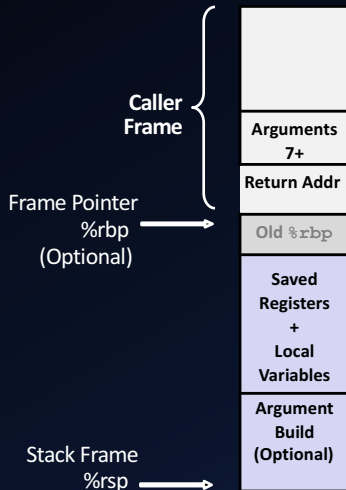 Caller
Frame
Arguments
7+
Return Addr
Frame Pointer
%rbp
(Optional)
Old %rbp
Saved
Registers
+
Local
Variables
Argument
Build
(Optional)
Stack Frame
%rsp